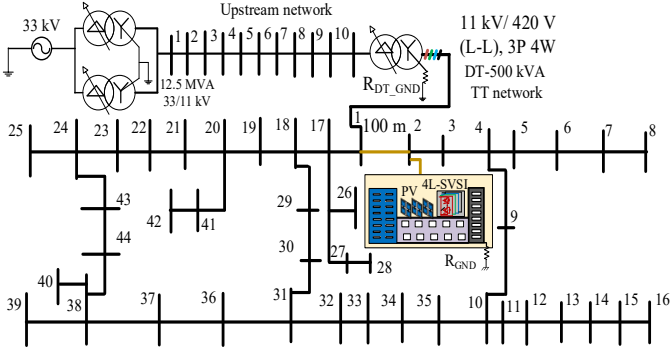 33 kV
Upstream network
1 2 3 4 5 6 7 8 9 10
12.5 MVA
33/11 kV
R_DT_GND
11 kV/ 420 V
(L-L), 3P 4W
DT-500 kVA
TT network
25 24 23 22 21 20 19 18 17 1 100 m 2 3 4 5 6 7 8
PV 4L-SVSI
R_GND
43
44
42 41
29
30
26
27 28
9
40
39 38 37 36 31 32 33 34 35 10 11 12 13 14 15 16